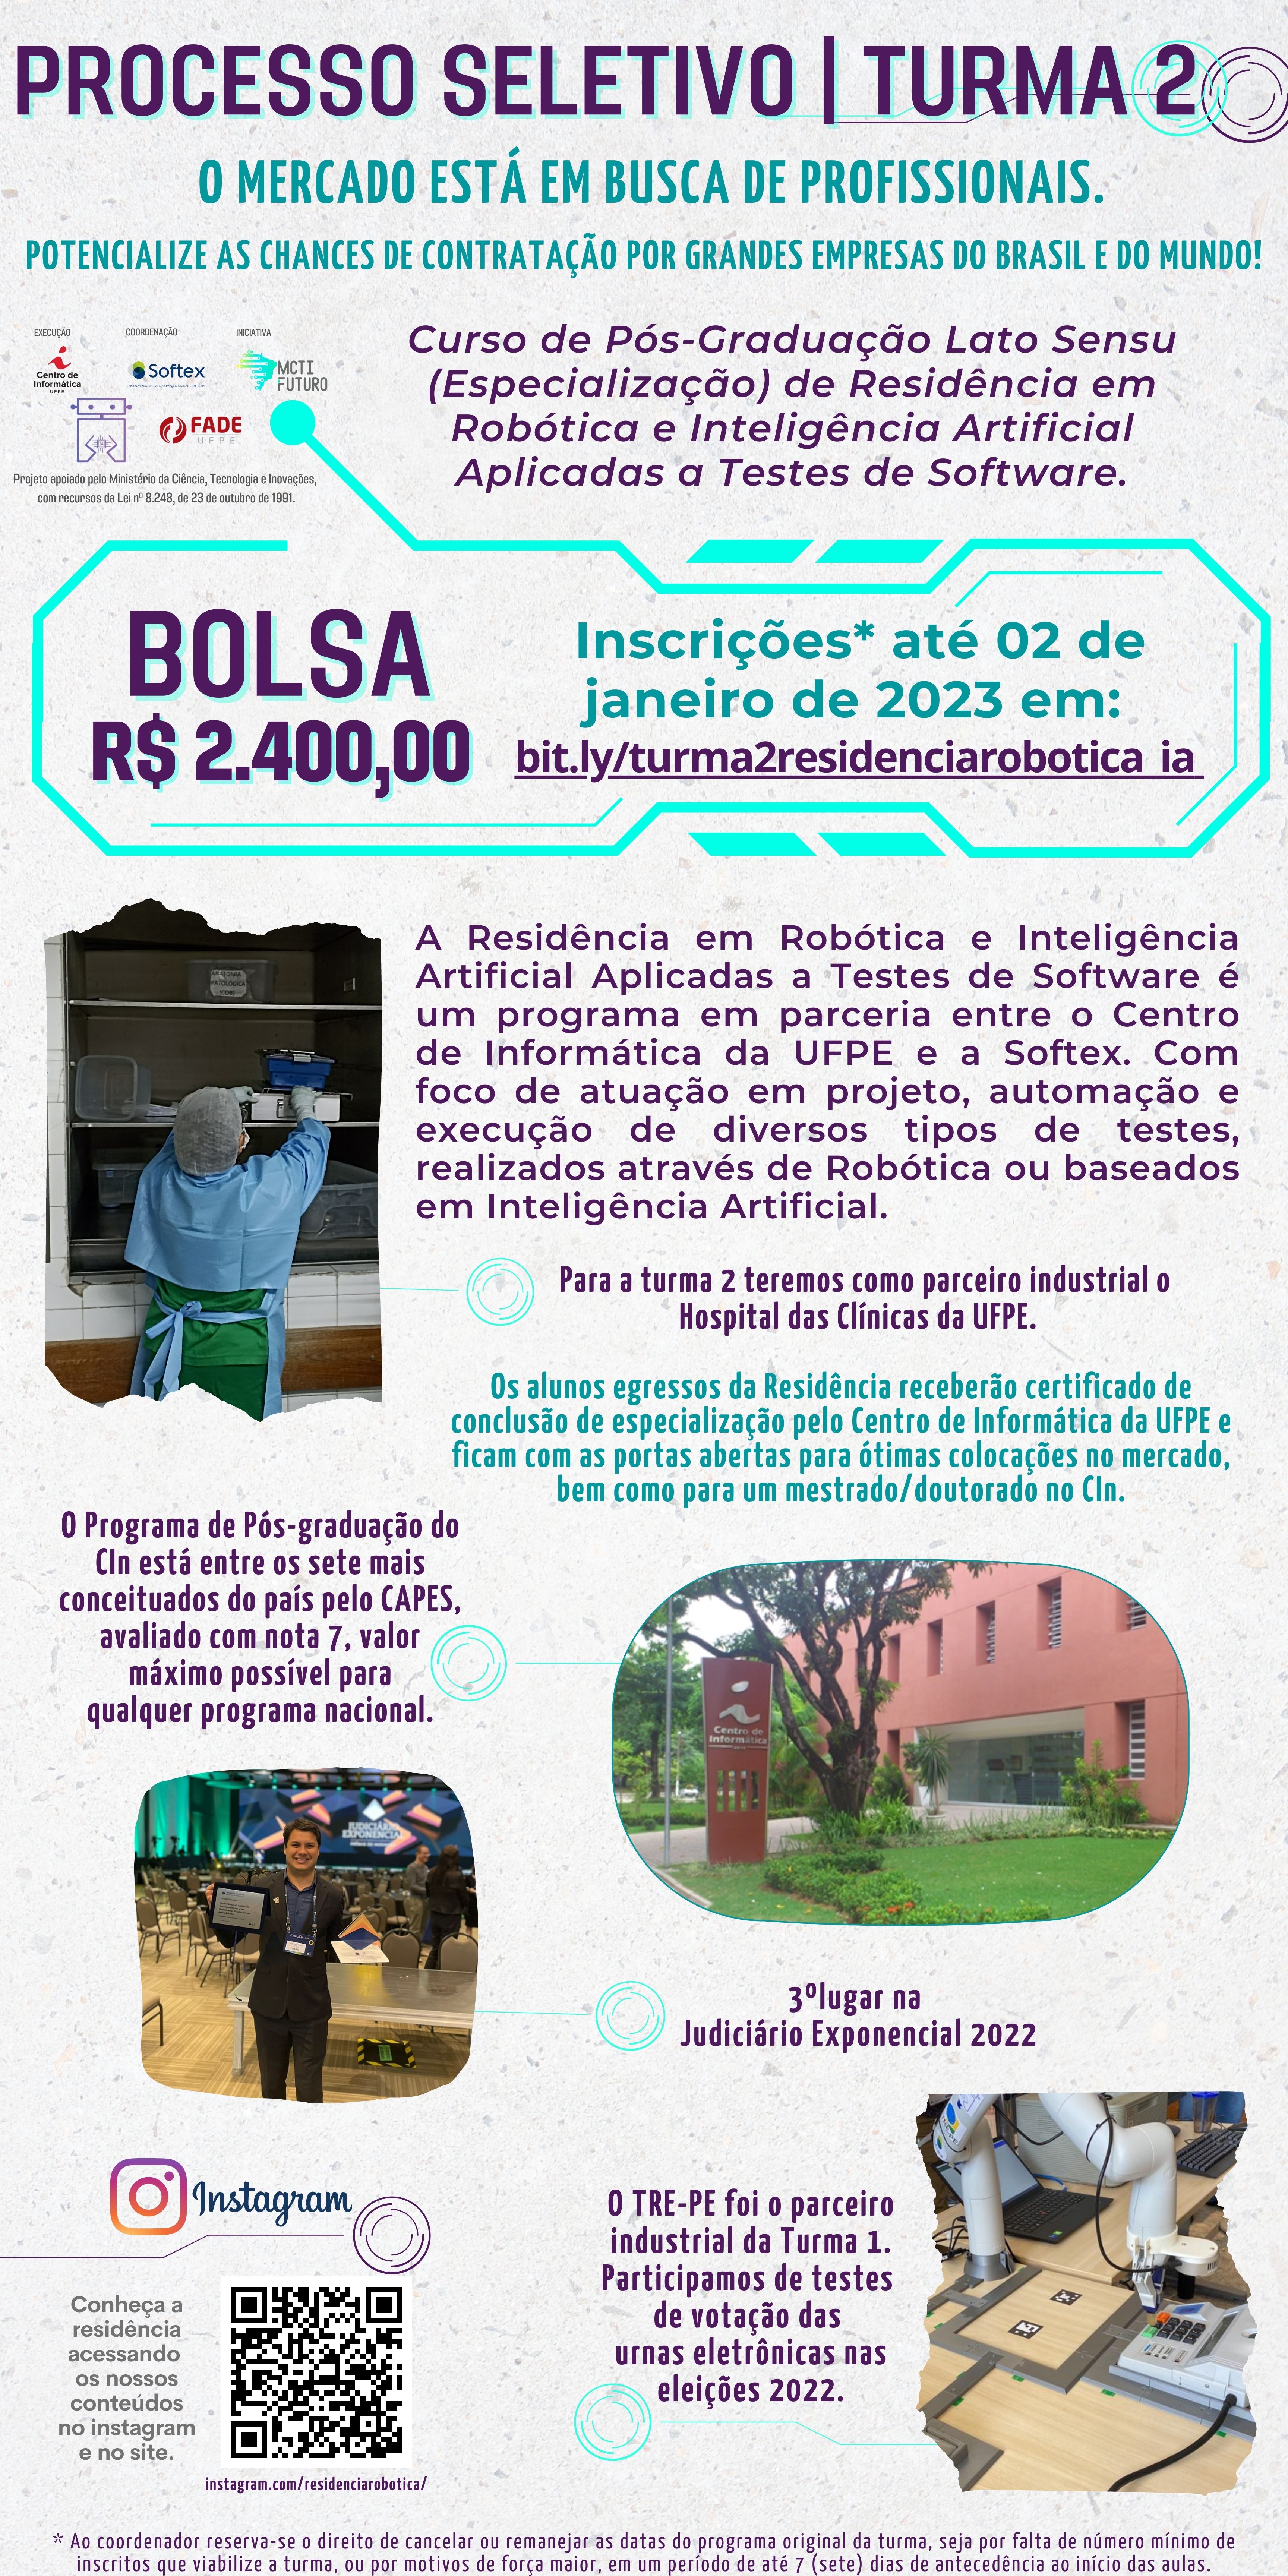 PROCESSO SELETIVO | TURMA 2
O MERCADO ESTÁ EM BUSCA DE PROFISSIONAIS.
POTENCIALIZE AS CHANCES DE CONTRATAÇÃO POR GRANDES EMPRESAS DO BRASIL E DO MUNDO!
EXECUÇÃO
COORDENAÇÃO
INICIATIVA
Centro de
Informática
UFPE
Softex
MCTI
FUTURO
FADE
UFPE
Projeto apoiado pelo Ministério da Ciência, Tecnologia e Inovações,
com recursos da Lei nº 8.248, de 23 de outubro de 1991.
Curso de Pós-Graduação Lato Sensu
(Especialização) de Residência em
Robótica e Inteligência Artificial
Aplicadas a Testes de Software.
BOLSA
R$ 2.400,00
Inscrições* até 02 de
janeiro de 2023 em:
bit.ly/turma2residenciarobotica_ia
A Residência em Robótica e Inteligência
Artificial Aplicadas a Testes de Software é
um programa em parceria entre o Centro
de Informática da UFPE e a Softex. Com
foco de atuação em projeto, automação e
execução de diversos tipos de testes,
realizados através de Robótica ou baseados
em Inteligência Artificial.
Para a turma 2 teremos como parceiro industrial o
Hospital das Clínicas da UFPE.
Os alunos egressos da Residência receberão certificado de
conclusão de especialização pelo Centro de Informática da UFPE e
ficam com as portas abertas para ótimas colocações no mercado,
bem como para um mestrado/doutorado no CIn.
O Programa de Pós-graduação do
CIn está entre os sete mais
conceituados do país pelo CAPES,
avaliado com nota 7, valor
máximo possível para
qualquer programa nacional.
Centro de
Informática
JUDICIÁRIO
EXPONENCIAL
3ºlugar na
Judiciário Exponencial 2022
Instagram
Conheça a
residência
acessando
os nossos
conteúdos
no instagram
e no site.
instagram.com/residenciarobotica/
O TRE-PE foi o parceiro
industrial da Turma 1.
Participamos de testes
de votação das
urnas eletrônicas nas
eleições 2022.
* Ao coordenador reserva-se o direito de cancelar ou remanejar as datas do programa original da turma, seja por falta de número mínimo de
inscritos que viabilize a turma, ou por motivos de força maior, em um período de até 7 (sete) dias de antecedência ao início das aulas.